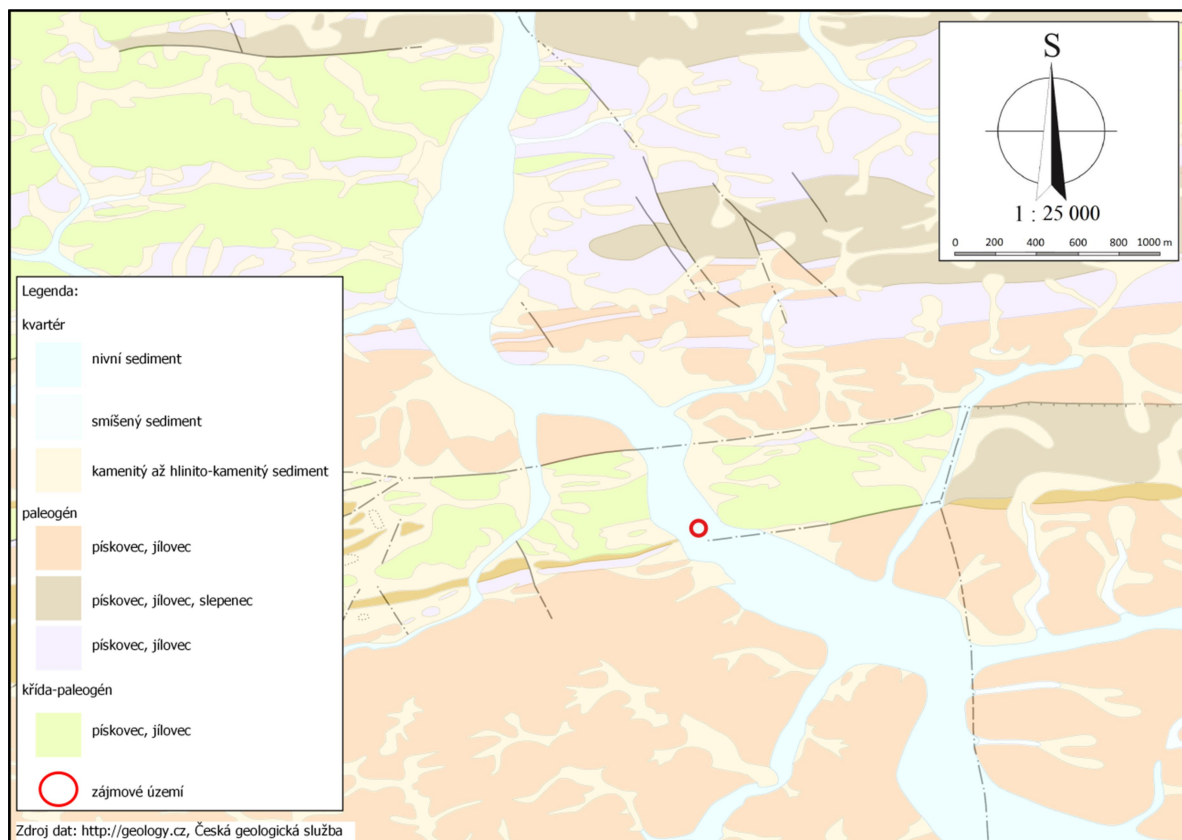 S
1 : 25 000
0 200 400 600 800 1000 m
Legenda:
kvartér
nivní sediment
smíšený sediment
kamenitý až hlinito-kamenitý sediment
paleogén
pískovec, jílovec
pískovec, jílovec, slepenec
pískovec, jílovec
křída-paleogén
pískovec, jílovec
zájmové území
Zdroj dat: http://geology.cz, Česká geologická služba